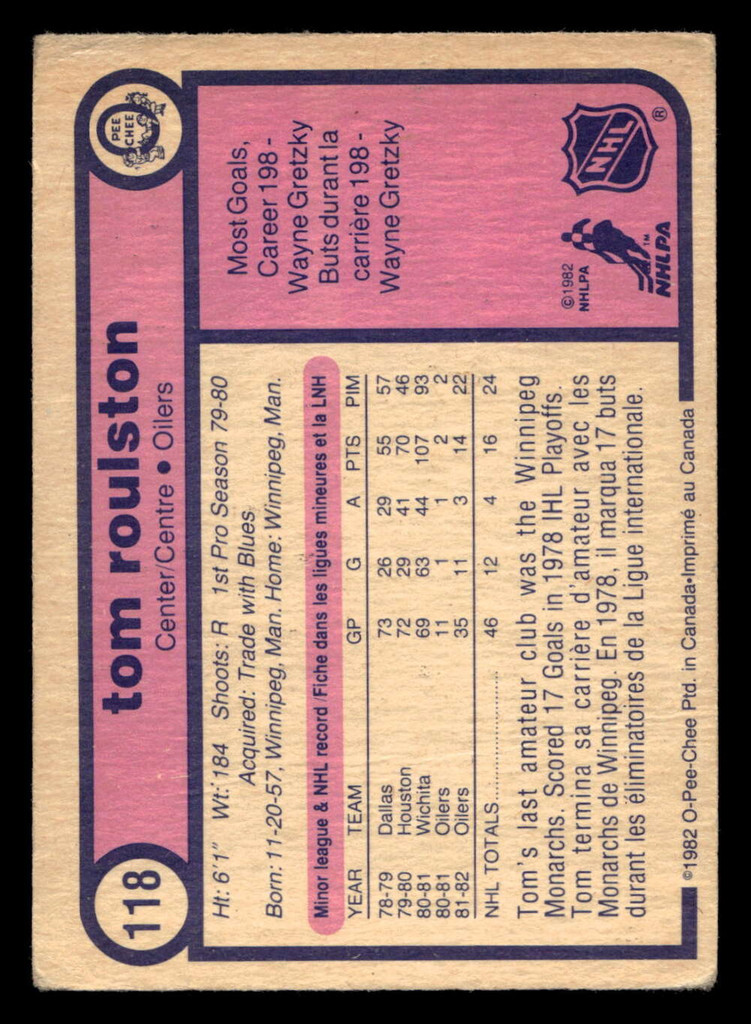 118
tom roulston
Center/Centre • Oilers
O
PEE
CHEE
Ht: 6'1" Wt: 184 Shoots: R 1st Pro Season 79-80
Acquired: Trade with Blues.
Born: 11-20-57, Winnipeg, Man. Home: Winnipeg, Man.
Minor league & NHL record/Fiche dans les ligues mineures et la LNH
YEAR TEAM GP G A PTS PIM
78-79 Dallas 73 26 29 55 57
79-80 Houston 72 29 41 70 46
80-81 Wichita 69 63 44 107 93
80-81 Oilers 11 1 1 2 2
81-82 Oilers 35 11 3 14 22
NHL TOTALS.................. 46 12 4 16 24
Tom's last amateur club was the Winnipeg
Monarchs. Scored 17 Goals in 1978 IHL Playoffs.
Tom termina sa carrière d'amateur avec les
Monarchs de Winnipeg. En 1978, il marqua 17 buts
durant les éliminatoires de la Ligue internationale.
Most Goals,
Career 198 -
Wayne Gretzky
Buts durant la
carrière 198 -
Wayne Gretzky
NHL ®
©1982
NHLPA
™
NHLPA
©1982 O-Pee-Chee Ptd. in Canada•Imprimé au Canada